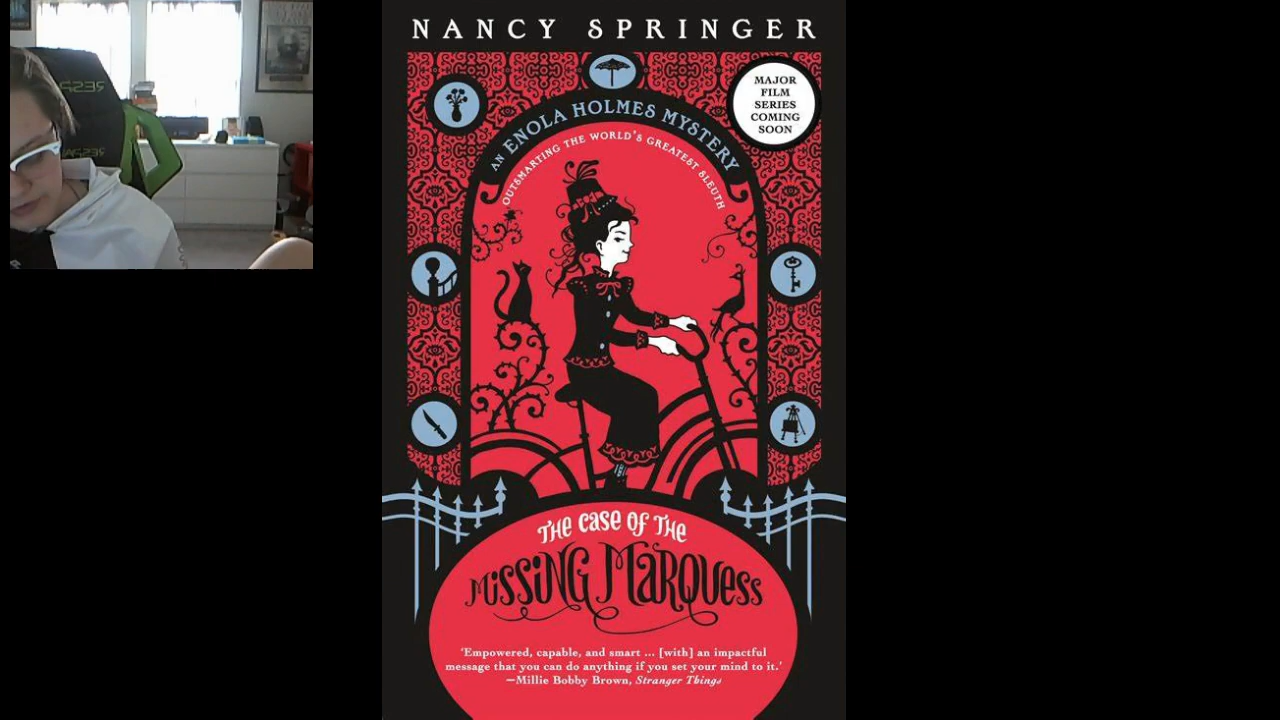 NANCY SPRINGER
MAJOR
FILM
SERIES
COMING
SOON
AN ENOLA HOLMES MYSTERY
OUTSMARTING THE WORLD'S GREATEST SLEUTH
THE CASE OF THE
MISSING MARQUESS
'Empowered, capable, and smart ... [with] an impactful
message that you can do anything if you set your mind to it.'
—Millie Bobby Brown, Stranger Things